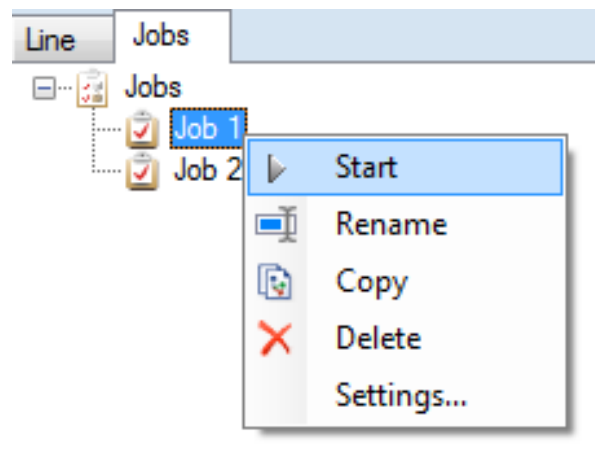 Line Jobs
Jobs
Job 1
Job 2
Start
Rename
Copy
Delete
Settings...